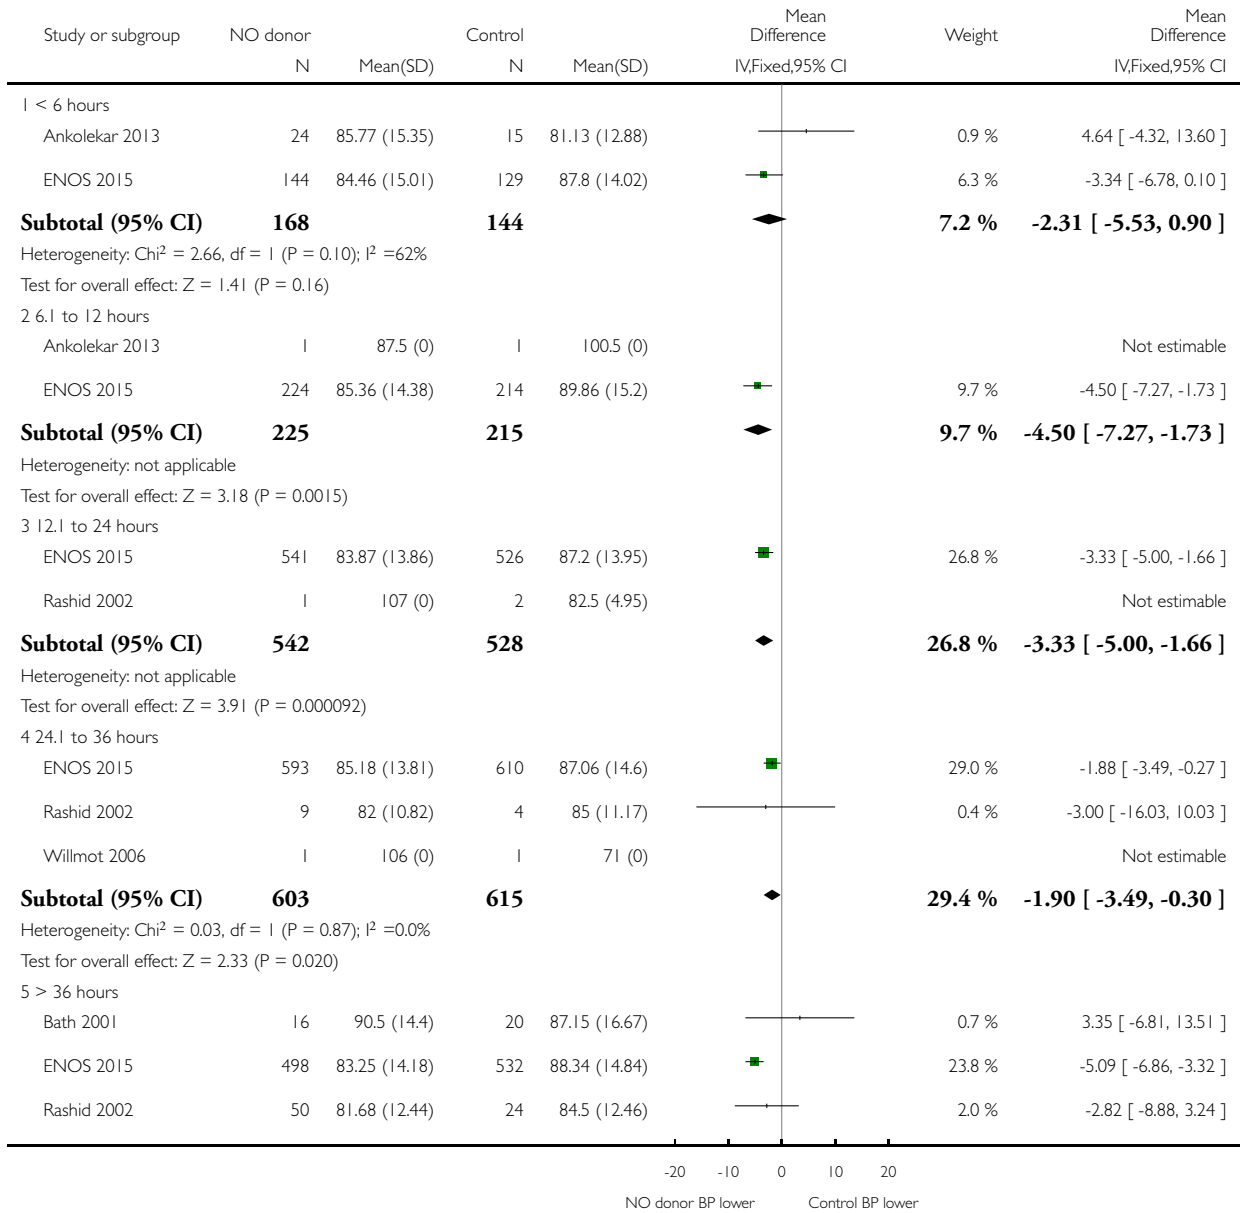 Study or subgroup NO donor Control Mean Difference Weight Mean Difference
N Mean(SD) N Mean(SD) IV,Fixed,95% CI IV,Fixed,95% CI
1 < 6 hours
Ankolekar 2013 24 85.77 (15.35) 15 81.13 (12.88) 0.9 % 4.64 [ -4.32, 13.60 ]
ENOS 2015 144 84.46 (15.01) 129 87.8 (14.02) 6.3 % -3.34 [ -6.78, 0.10 ]
Subtotal (95% CI) 168 144 7.2 % -2.31 [ -5.53, 0.90 ]
Heterogeneity: Chi² = 2.66, df = 1 (P = 0.10); I² =62%
Test for overall effect: Z = 1.41 (P = 0.16)
2 6.1 to 12 hours
Ankolekar 2013 1 87.5 (0) 1 100.5 (0) Not estimable
ENOS 2015 224 85.36 (14.38) 214 89.86 (15.2) 9.7 % -4.50 [ -7.27, -1.73 ]
Subtotal (95% CI) 225 215 9.7 % -4.50 [ -7.27, -1.73 ]
Heterogeneity: not applicable
Test for overall effect: Z = 3.18 (P = 0.0015)
3 12.1 to 24 hours
ENOS 2015 541 83.87 (13.86) 526 87.2 (13.95) 26.8 % -3.33 [ -5.00, -1.66 ]
Rashid 2002 1 107 (0) 2 82.5 (4.95) Not estimable
Subtotal (95% CI) 542 528 26.8 % -3.33 [ -5.00, -1.66 ]
Heterogeneity: not applicable
Test for overall effect: Z = 3.91 (P = 0.000092)
4 24.1 to 36 hours
ENOS 2015 593 85.18 (13.81) 610 87.06 (14.6) 29.0 % -1.88 [ -3.49, -0.27 ]
Rashid 2002 9 82 (10.82) 4 85 (11.17) 0.4 % -3.00 [ -16.03, 10.03 ]
Willmot 2006 1 106 (0) 1 71 (0) Not estimable
Subtotal (95% CI) 603 615 29.4 % -1.90 [ -3.49, -0.30 ]
Heterogeneity: Chi² = 0.03, df = 1 (P = 0.87); I² =0.0%
Test for overall effect: Z = 2.33 (P = 0.020)
5 > 36 hours
Bath 2001 16 90.5 (14.4) 20 87.15 (16.67) 0.7 % 3.35 [ -6.81, 13.51 ]
ENOS 2015 498 83.25 (14.18) 532 88.34 (14.84) 23.8 % -5.09 [ -6.86, -3.32 ]
Rashid 2002 50 81.68 (12.44) 24 84.5 (12.46) 2.0 % -2.82 [ -8.88, 3.24 ]
-20 -10 0 10 20
NO donor BP lower Control BP lower